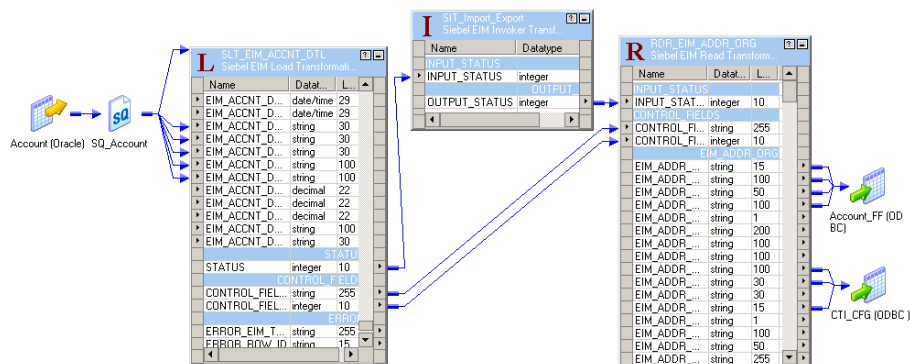 Account (Oracle)
SQ
SQ_Account
L
SLT_EIM_ACCNT_DTL
Siebel EIM Load Transformati...
Name Datat... L...
EIM_ACCNT_D... date/time 29
EIM_ACCNT_D... date/time 29
EIM_ACCNT_D... string 30
EIM_ACCNT_D... string 30
EIM_ACCNT_D... string 30
EIM_ACCNT_D... string 100
EIM_ACCNT_D... string 100
EIM_ACCNT_D... decimal 22
EIM_ACCNT_D... decimal 22
EIM_ACCNT_D... decimal 22
EIM_ACCNT_D... string 100
EIM_ACCNT_D... string 30
STATU
STATUS integer 10
CONTROL_FIELD
CONTROL_FIEL... string 255
CONTROL_FIEL... integer 10
ERRO
ERROR_EIM_T... string 255
ERROR_ROW_ID string 15
I
SIT_Import_Export
Siebel EIM Invoker Transf...
Name Datatype
INPUT_STATUS
INPUT_STATUS integer
OUTPUT
OUTPUT_STATUS integer
R
RDR_EIM_ADDR_ORG
Siebel EIM Read Transform...
Name Datat... L...
INPUT_STATUS
INPUT_STAT... integer 10
CONTROL_FIELDS
CONTROL_FI... string 255
CONTROL_FI... integer 10
EIM_ADDR_ORG
EIM_ADDR_... string 15
EIM_ADDR_... string 100
EIM_ADDR_... string 50
EIM_ADDR_... string 100
EIM_ADDR_... string 1
EIM_ADDR_... string 200
EIM_ADDR_... string 100
EIM_ADDR_... string 100
EIM_ADDR_... string 100
EIM_ADDR_... string 30
EIM_ADDR_... string 30
EIM_ADDR_... string 15
EIM_ADDR_... string 1
EIM_ADDR_... string 100
EIM_ADDR_... string 50
EIM_ADDR_... string 255
Account_FF (OD
BC)
CTI_CFG (ODBC )